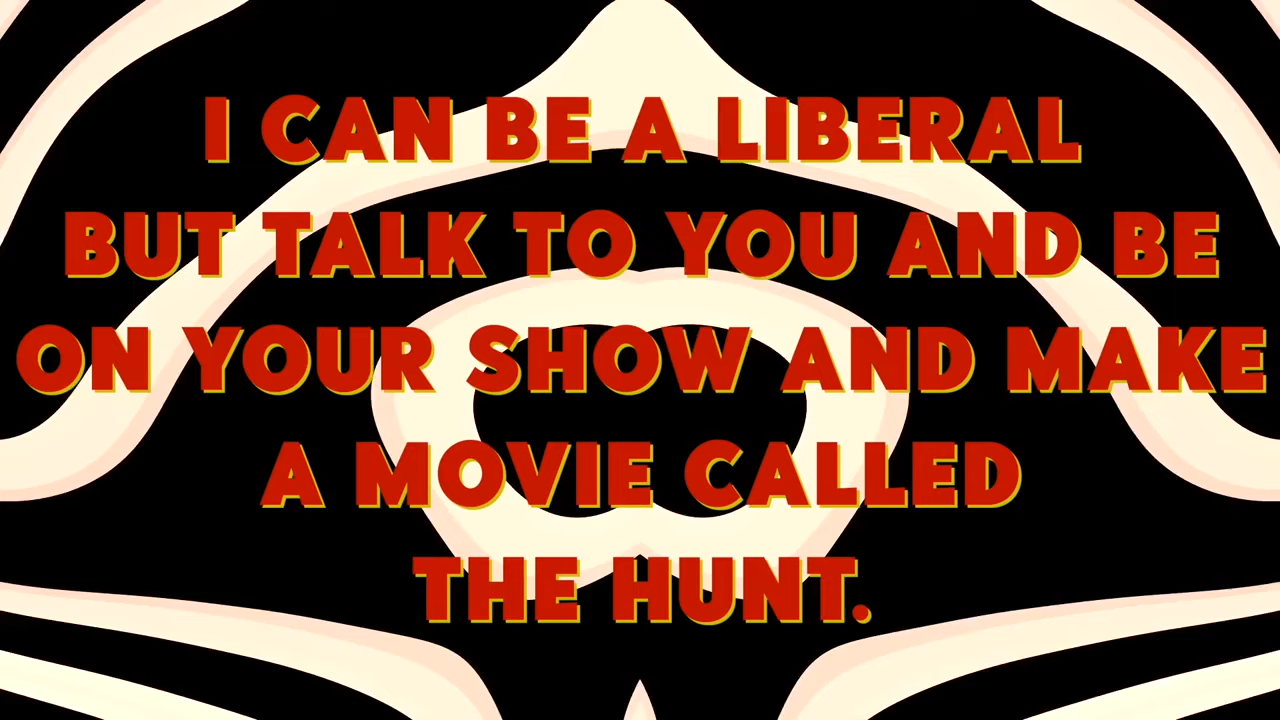 I CAN BE A LIBERAL
BUT TALK TO YOU AND BE
ON YOUR SHOW AND MAKE
A MOVIE CALLED
THE HUNT.